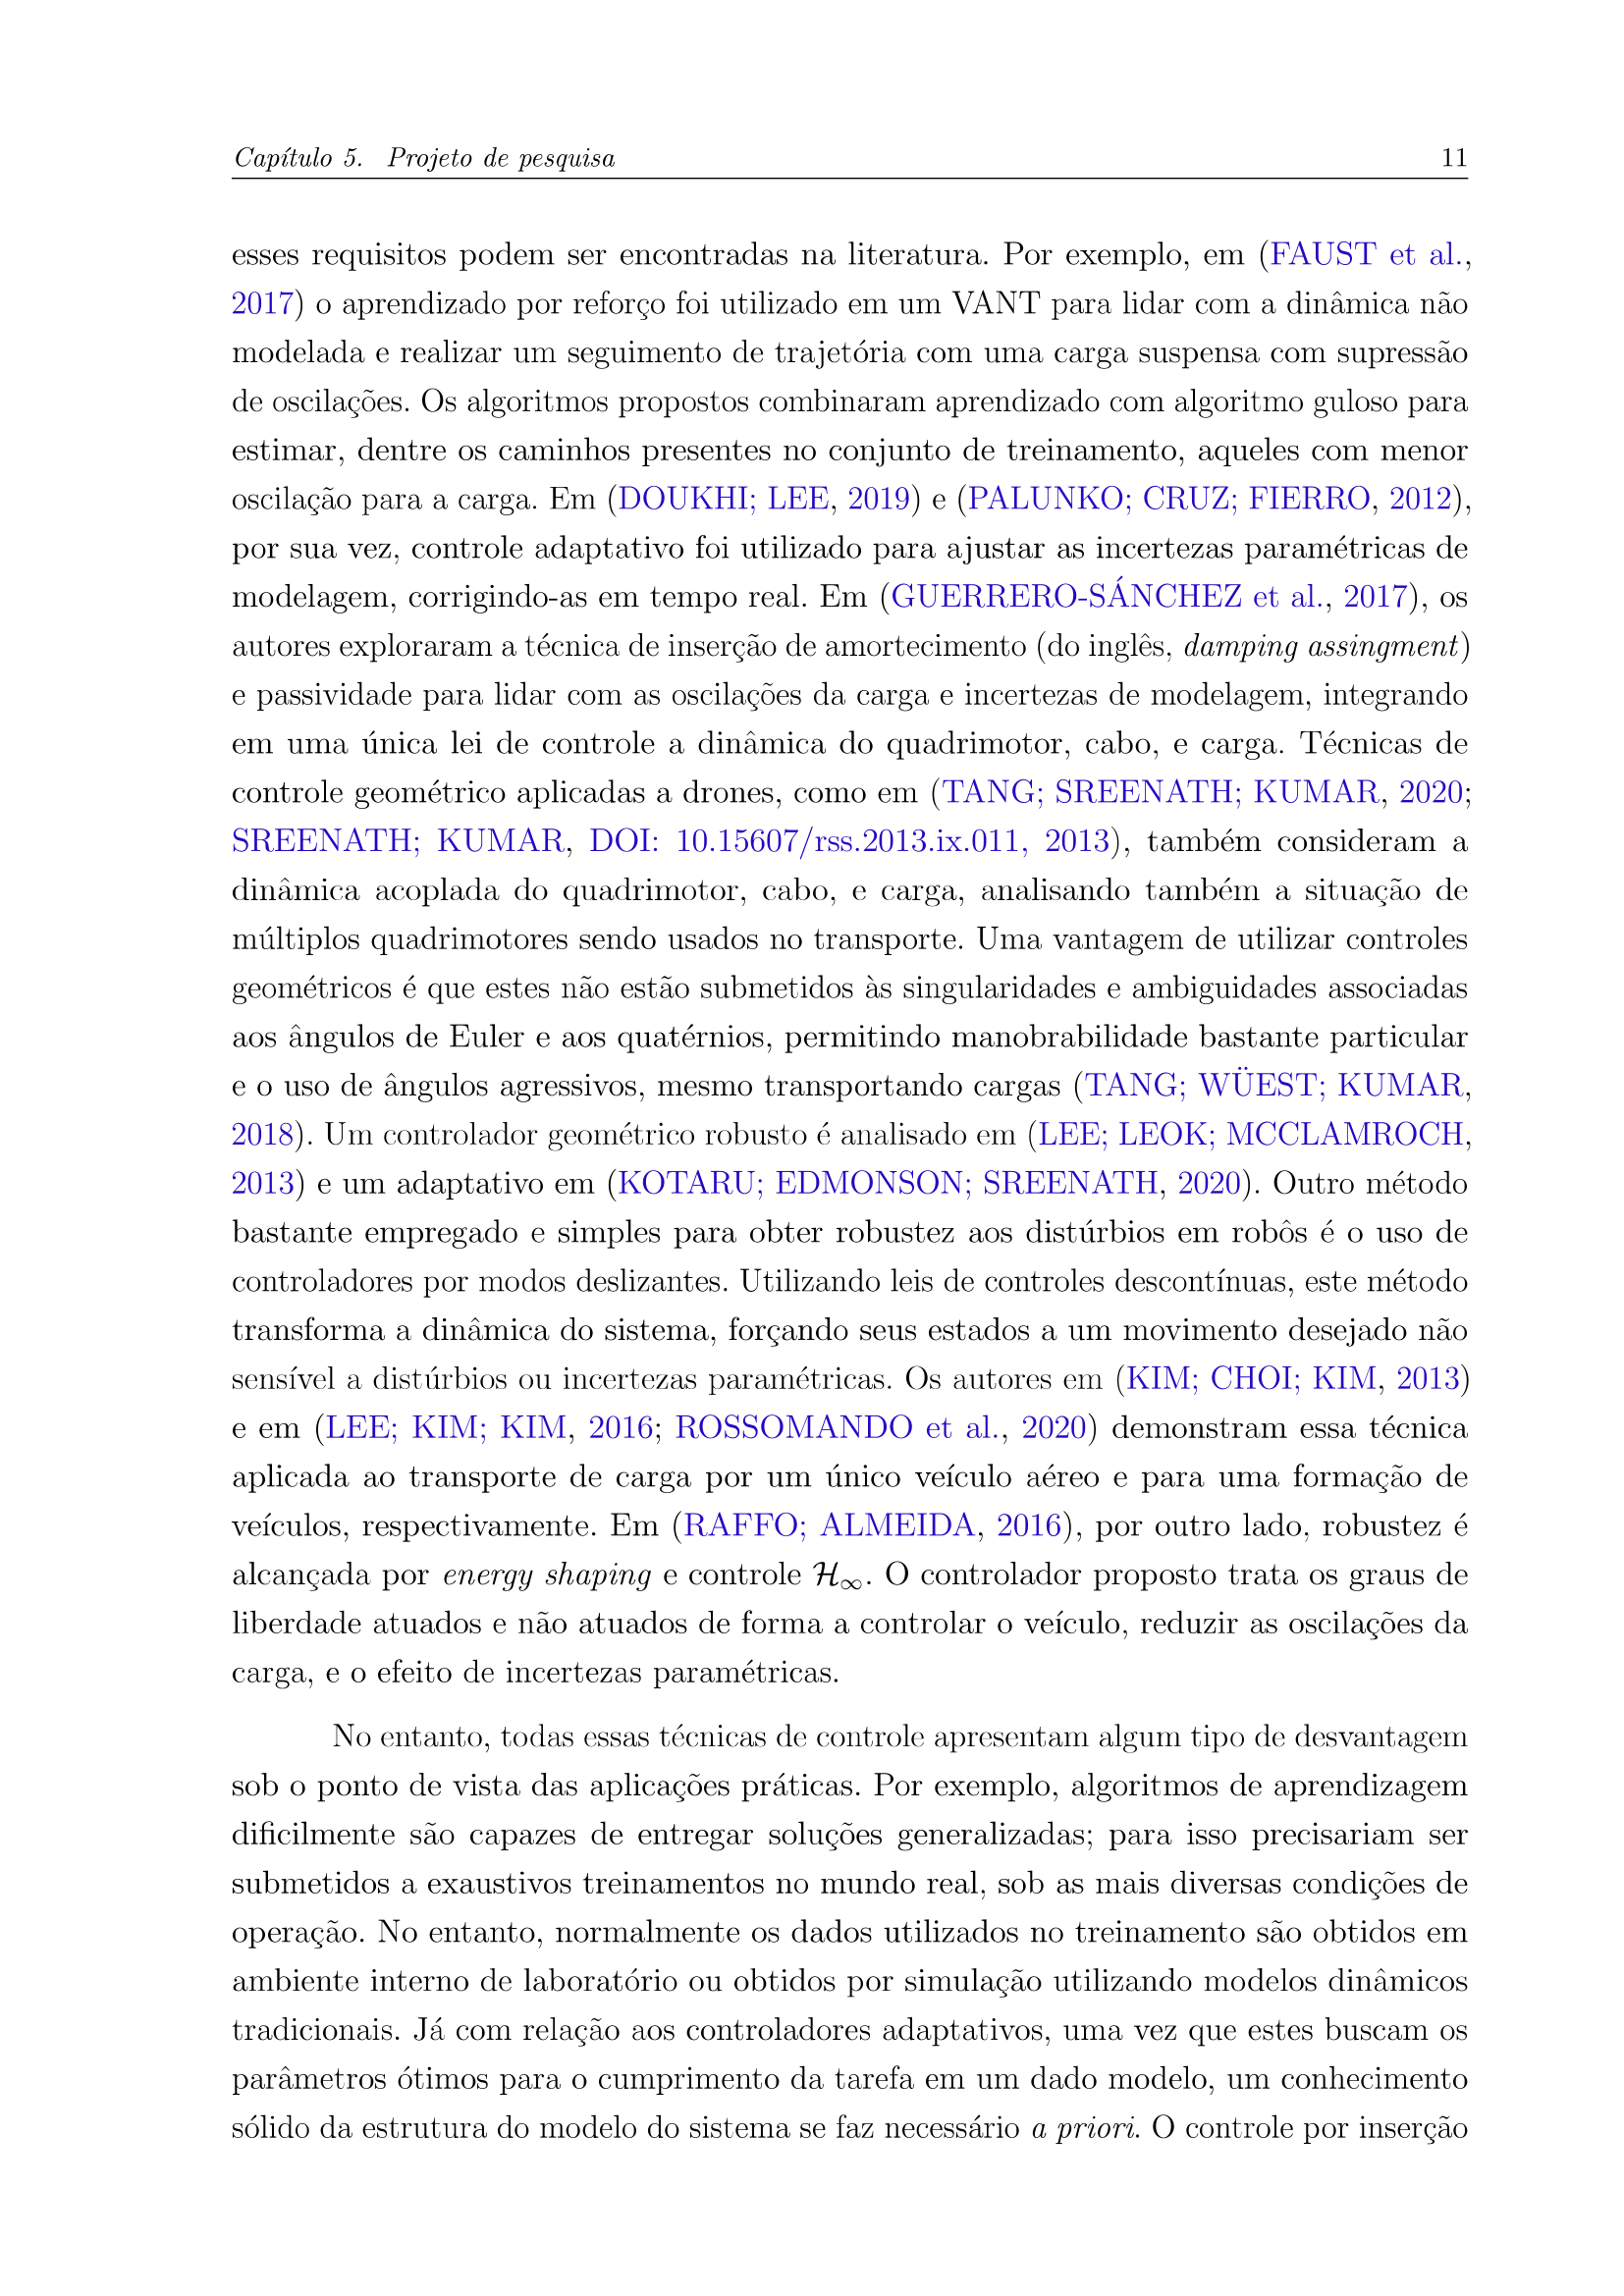 Capítulo 5. Projeto de pesquisa 11
esses requisitos podem ser encontradas na literatura. Por exemplo, em (FAUST et al.,
2017) o aprendizado por reforço foi utilizado em um VANT para lidar com a dinâmica não
modelada e realizar um seguimento de trajetória com uma carga suspensa com supressão
de oscilações. Os algoritmos propostos combinaram aprendizado com algoritmo guloso para
estimar, dentre os caminhos presentes no conjunto de treinamento, aqueles com menor
oscilação para a carga. Em (DOUKHI; LEE, 2019) e (PALUNKO; CRUZ; FIERRO, 2012),
por sua vez, controle adaptativo foi utilizado para ajustar as incertezas paramétricas de
modelagem, corrigindo-as em tempo real. Em (GUERRERO-SÁNCHEZ et al., 2017), os
autores exploraram a técnica de inserção de amortecimento (do inglês, damping assingment)
e passividade para lidar com as oscilações da carga e incertezas de modelagem, integrando
em uma única lei de controle a dinâmica do quadrimotor, cabo, e carga. Técnicas de
controle geométrico aplicadas a drones, como em (TANG; SREENATH; KUMAR, 2020;
SREENATH; KUMAR, DOI: 10.15607/rss.2013.ix.011, 2013), também consideram a
dinâmica acoplada do quadrimotor, cabo, e carga, analisando também a situação de
múltiplos quadrimotores sendo usados no transporte. Uma vantagem de utilizar controles
geométricos é que estes não estão submetidos às singularidades e ambiguidades associadas
aos ângulos de Euler e aos quatérnios, permitindo manobrabilidade bastante particular
e o uso de ângulos agressivos, mesmo transportando cargas (TANG; WÜEST; KUMAR,
2018). Um controlador geométrico robusto é analisado em (LEE; LEOK; MCCLAMROCH,
2013) e um adaptativo em (KOTARU; EDMONSON; SREENATH, 2020). Outro método
bastante empregado e simples para obter robustez aos distúrbios em robôs é o uso de
controladores por modos deslizantes. Utilizando leis de controles descontínuas, este método
transforma a dinâmica do sistema, forçando seus estados a um movimento desejado não
sensível a distúrbios ou incertezas paramétricas. Os autores em (KIM; CHOI; KIM, 2013)
e em (LEE; KIM; KIM, 2016; ROSSOMANDO et al., 2020) demonstram essa técnica
aplicada ao transporte de carga por um único veículo aéreo e para uma formação de
veículos, respectivamente. Em (RAFFO; ALMEIDA, 2016), por outro lado, robustez é
alcançada por energy shaping e controle ℋ∞. O controlador proposto trata os graus de
liberdade atuados e não atuados de forma a controlar o veículo, reduzir as oscilações da
carga, e o efeito de incertezas paramétricas.
No entanto, todas essas técnicas de controle apresentam algum tipo de desvantagem
sob o ponto de vista das aplicações práticas. Por exemplo, algoritmos de aprendizagem
dificilmente são capazes de entregar soluções generalizadas; para isso precisariam ser
submetidos a exaustivos treinamentos no mundo real, sob as mais diversas condições de
operação. No entanto, normalmente os dados utilizados no treinamento são obtidos em
ambiente interno de laboratório ou obtidos por simulação utilizando modelos dinâmicos
tradicionais. Já com relação aos controladores adaptativos, uma vez que estes buscam os
parâmetros ótimos para o cumprimento da tarefa em um dado modelo, um conhecimento
sólido da estrutura do modelo do sistema se faz necessário a priori. O controle por inserção